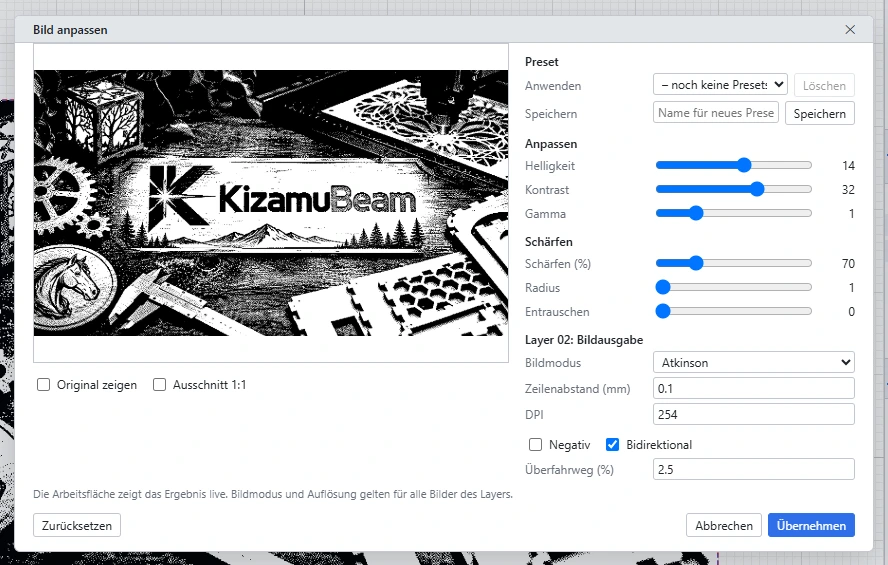 Bild anpassen
KizamuBeam
Original zeigen
Ausschnitt 1:1
Die Arbeitsfläche zeigt das Ergebnis live. Bildmodus und Auflösung gelten für alle Bilder des Layers.
Zurücksetzen
Preset
Anwenden – noch keine Presets Löschen
Speichern Name für neues Prese Speichern
Anpassen
Helligkeit 14
Kontrast 32
Gamma 1
Schärfen
Schärfen (%) 70
Radius 1
Entrauschen 0
Layer 02: Bildausgabe
Bildmodus Atkinson
Zeilenabstand (mm) 0.1
DPI 254
Negativ Bidirektional
Überfahrweg (%) 2.5
Abbrechen Übernehmen